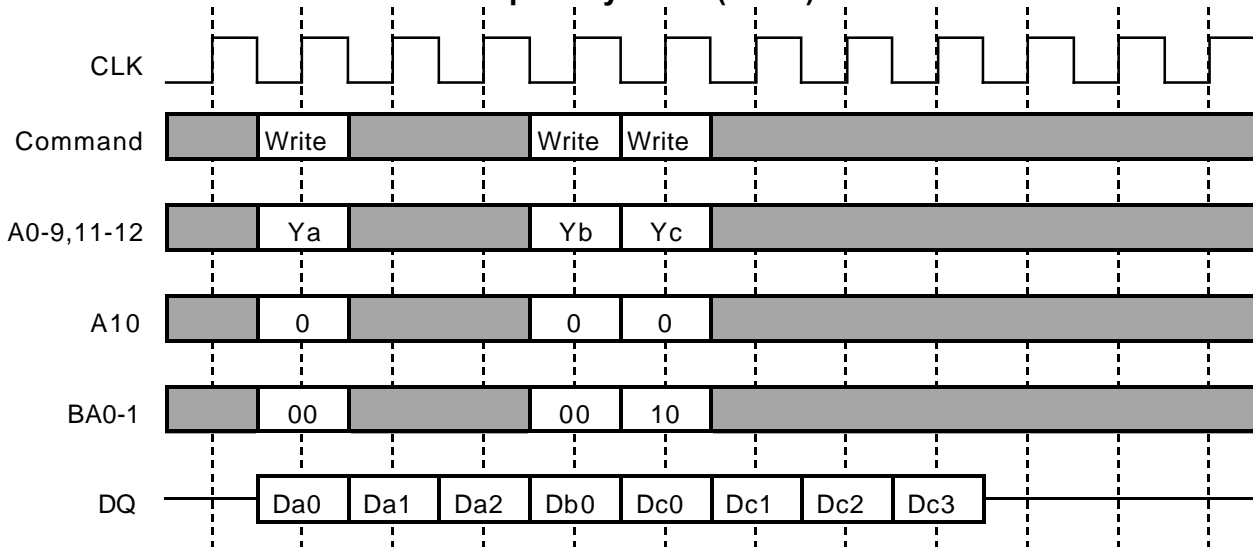 CLK
Command Write Write Write
A0-9,11-12 Ya Yb Yc
A10 0 0 0
BA0-1 00 00 10
DQ Da0 Da1 Da2 Db0 Dc0 Dc1 Dc2 Dc3